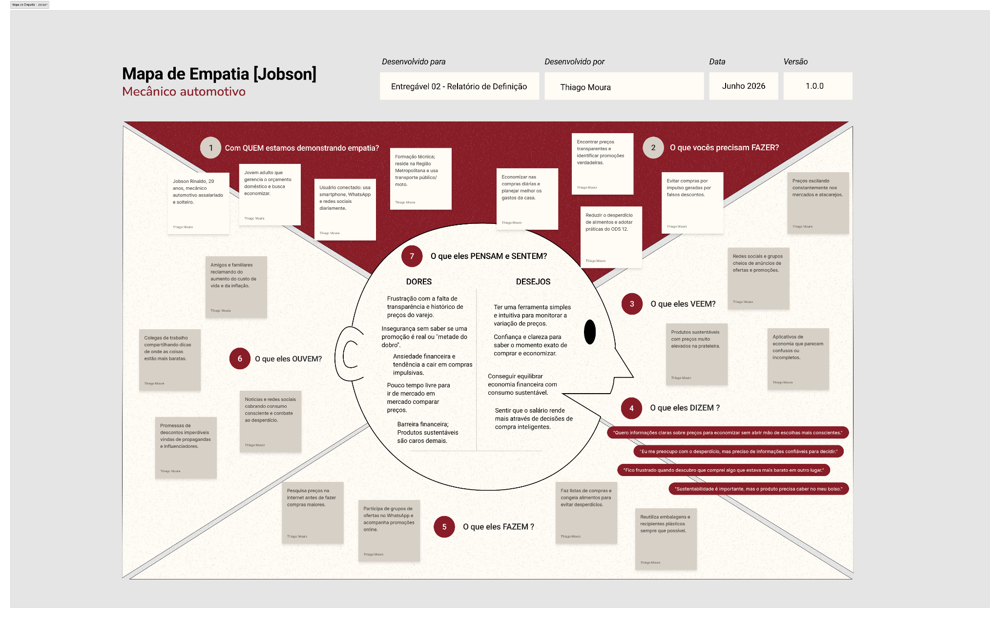 Mapa de Empatia - Jobson
Mapa de Empatia [Jobson]
Mecânico automotivo
Desenvolvido para
Entregável 02 - Relatório de Definição
Desenvolvido por
Thiago Moura
Data
Junho 2026
Versão
1.0.0
1
Com QUEM estamos demonstrando empatia?
Jobson Rinaldo, 29
anos, mecânico
automotivo assalariado
e solteiro.
Thiago Moura
Jovem adulto que
gerencia o orçamento
doméstico e busca
economizar.
Thiago Moura
Usuário conectado: usa
smartphone, WhatsApp
e redes sociais
diariamente.
Thiago Moura
Formação técnica;
reside na Região
Metropolitana e usa
transporte público/
moto.
Thiago Moura
2
O que vocês precisam FAZER?
Economizar nas
compras diárias e
planejar melhor os
gastos da casa.
Thiago Moura
Encontrar preços
transparentes e
identificar promoções
verdadeiras.
Thiago Moura
Reduzir o desperdício
de alimentos e adotar
práticas do ODS 12.
Thiago Moura
Evitar compras por
impulso geradas por
falsos descontos.
Thiago Moura
3
O que eles VEEM?
Preços oscilando
constantemente nos
mercados e atacarejos.
Thiago Moura
Redes sociais e grupos
cheios de anúncios de
ofertas e promoções.
Thiago Moura
Produtos sustentáveis
com preços muito
elevados na prateleira.
Thiago Moura
Aplicativos de
economia que parecem
confusos ou
incompletos.
Thiago Moura
4
O que eles DIZEM ?
"Quero informações claras sobre preços para economizar sem abrir mão de escolhas mais conscientes."
"Eu me preocupo com o desperdício, mas preciso de informações confiáveis para decidir."
"Fico frustrado quando descubro que comprei algo que estava mais barato em outro lugar."
"Sustentabilidade é importante, mas o produto precisa caber no meu bolso."
5
O que eles FAZEM ?
Pesquisa preços na
internet antes de fazer
compras maiores.
Thiago Moura
Participa de grupos de
ofertas no WhatsApp e
acompanha promoções
online.
Thiago Moura
Faz listas de compras e
congela alimentos para
evitar desperdícios.
Thiago Moura
Reutiliza embalagens e
recipientes plásticos
sempre que possível.
Thiago Moura
6
O que eles OUVEM?
Amigos e familiares
reclamando do
aumento do custo de
vida e da inflação.
Thiago Moura
Colegas de trabalho
compartilhando dicas
de onde as coisas
estão mais baratas.
Thiago Moura
Notícias e redes sociais
cobrando consumo
consciente e combate
ao desperdício.
Thiago Moura
Promessas de
descontos imperdíveis
vindas de propagandas
e influenciadores.
Thiago Moura
7
O que eles PENSAM e SENTEM?
DORES
Frustração com a falta de
transparência e histórico de
preços do varejo.
Insegurança sem saber se uma
promoção é real ou "metade do
dobro".
Ansiedade financeira e
tendência a cair em compras
impulsivas.
Pouco tempo livre para
ir de mercado em
mercado comparar
preços.
Barreira financeira;
Produtos sustentáveis
são caros demais.
DESEJOS
Ter uma ferramenta simples
e intuitiva para monitorar a
variação de preços.
Confiança e clareza para
saber o momento exato de
comprar e economizar.
Conseguir equilibrar
economia financeira com
consumo sustentável.
Sentir que o salário rende
mais através de decisões de
compra inteligentes.